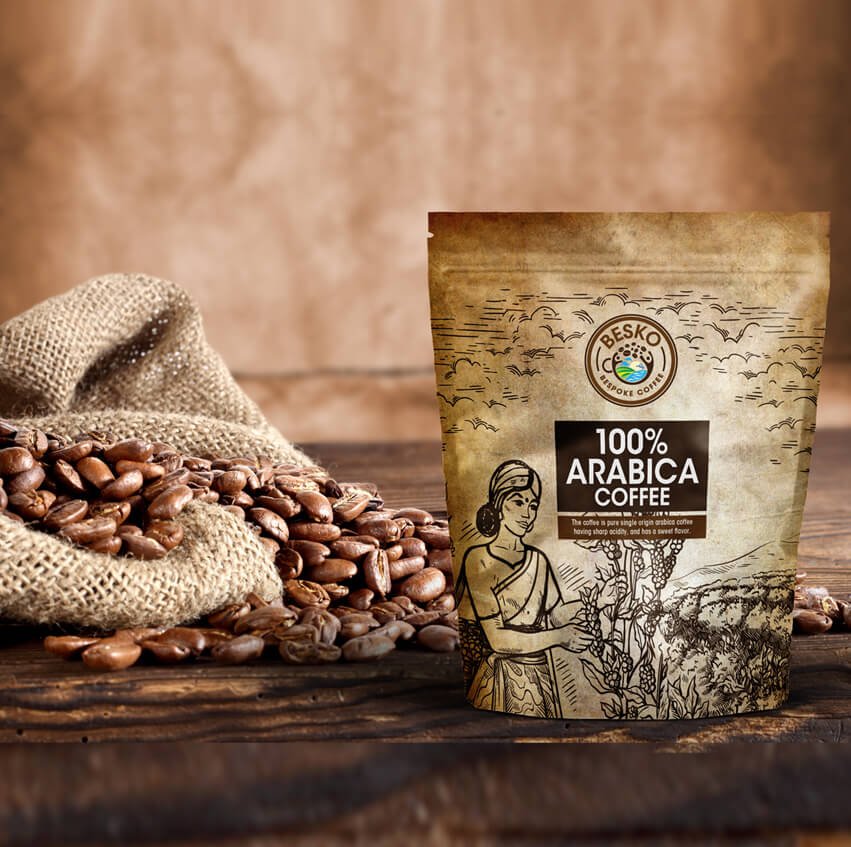 BESKO
BESPOKE COFFEE
100%
ARABICA
COFFEE
The coffee is pure single origin arabica coffee
having sharp acidity, and has a sweet flavor.